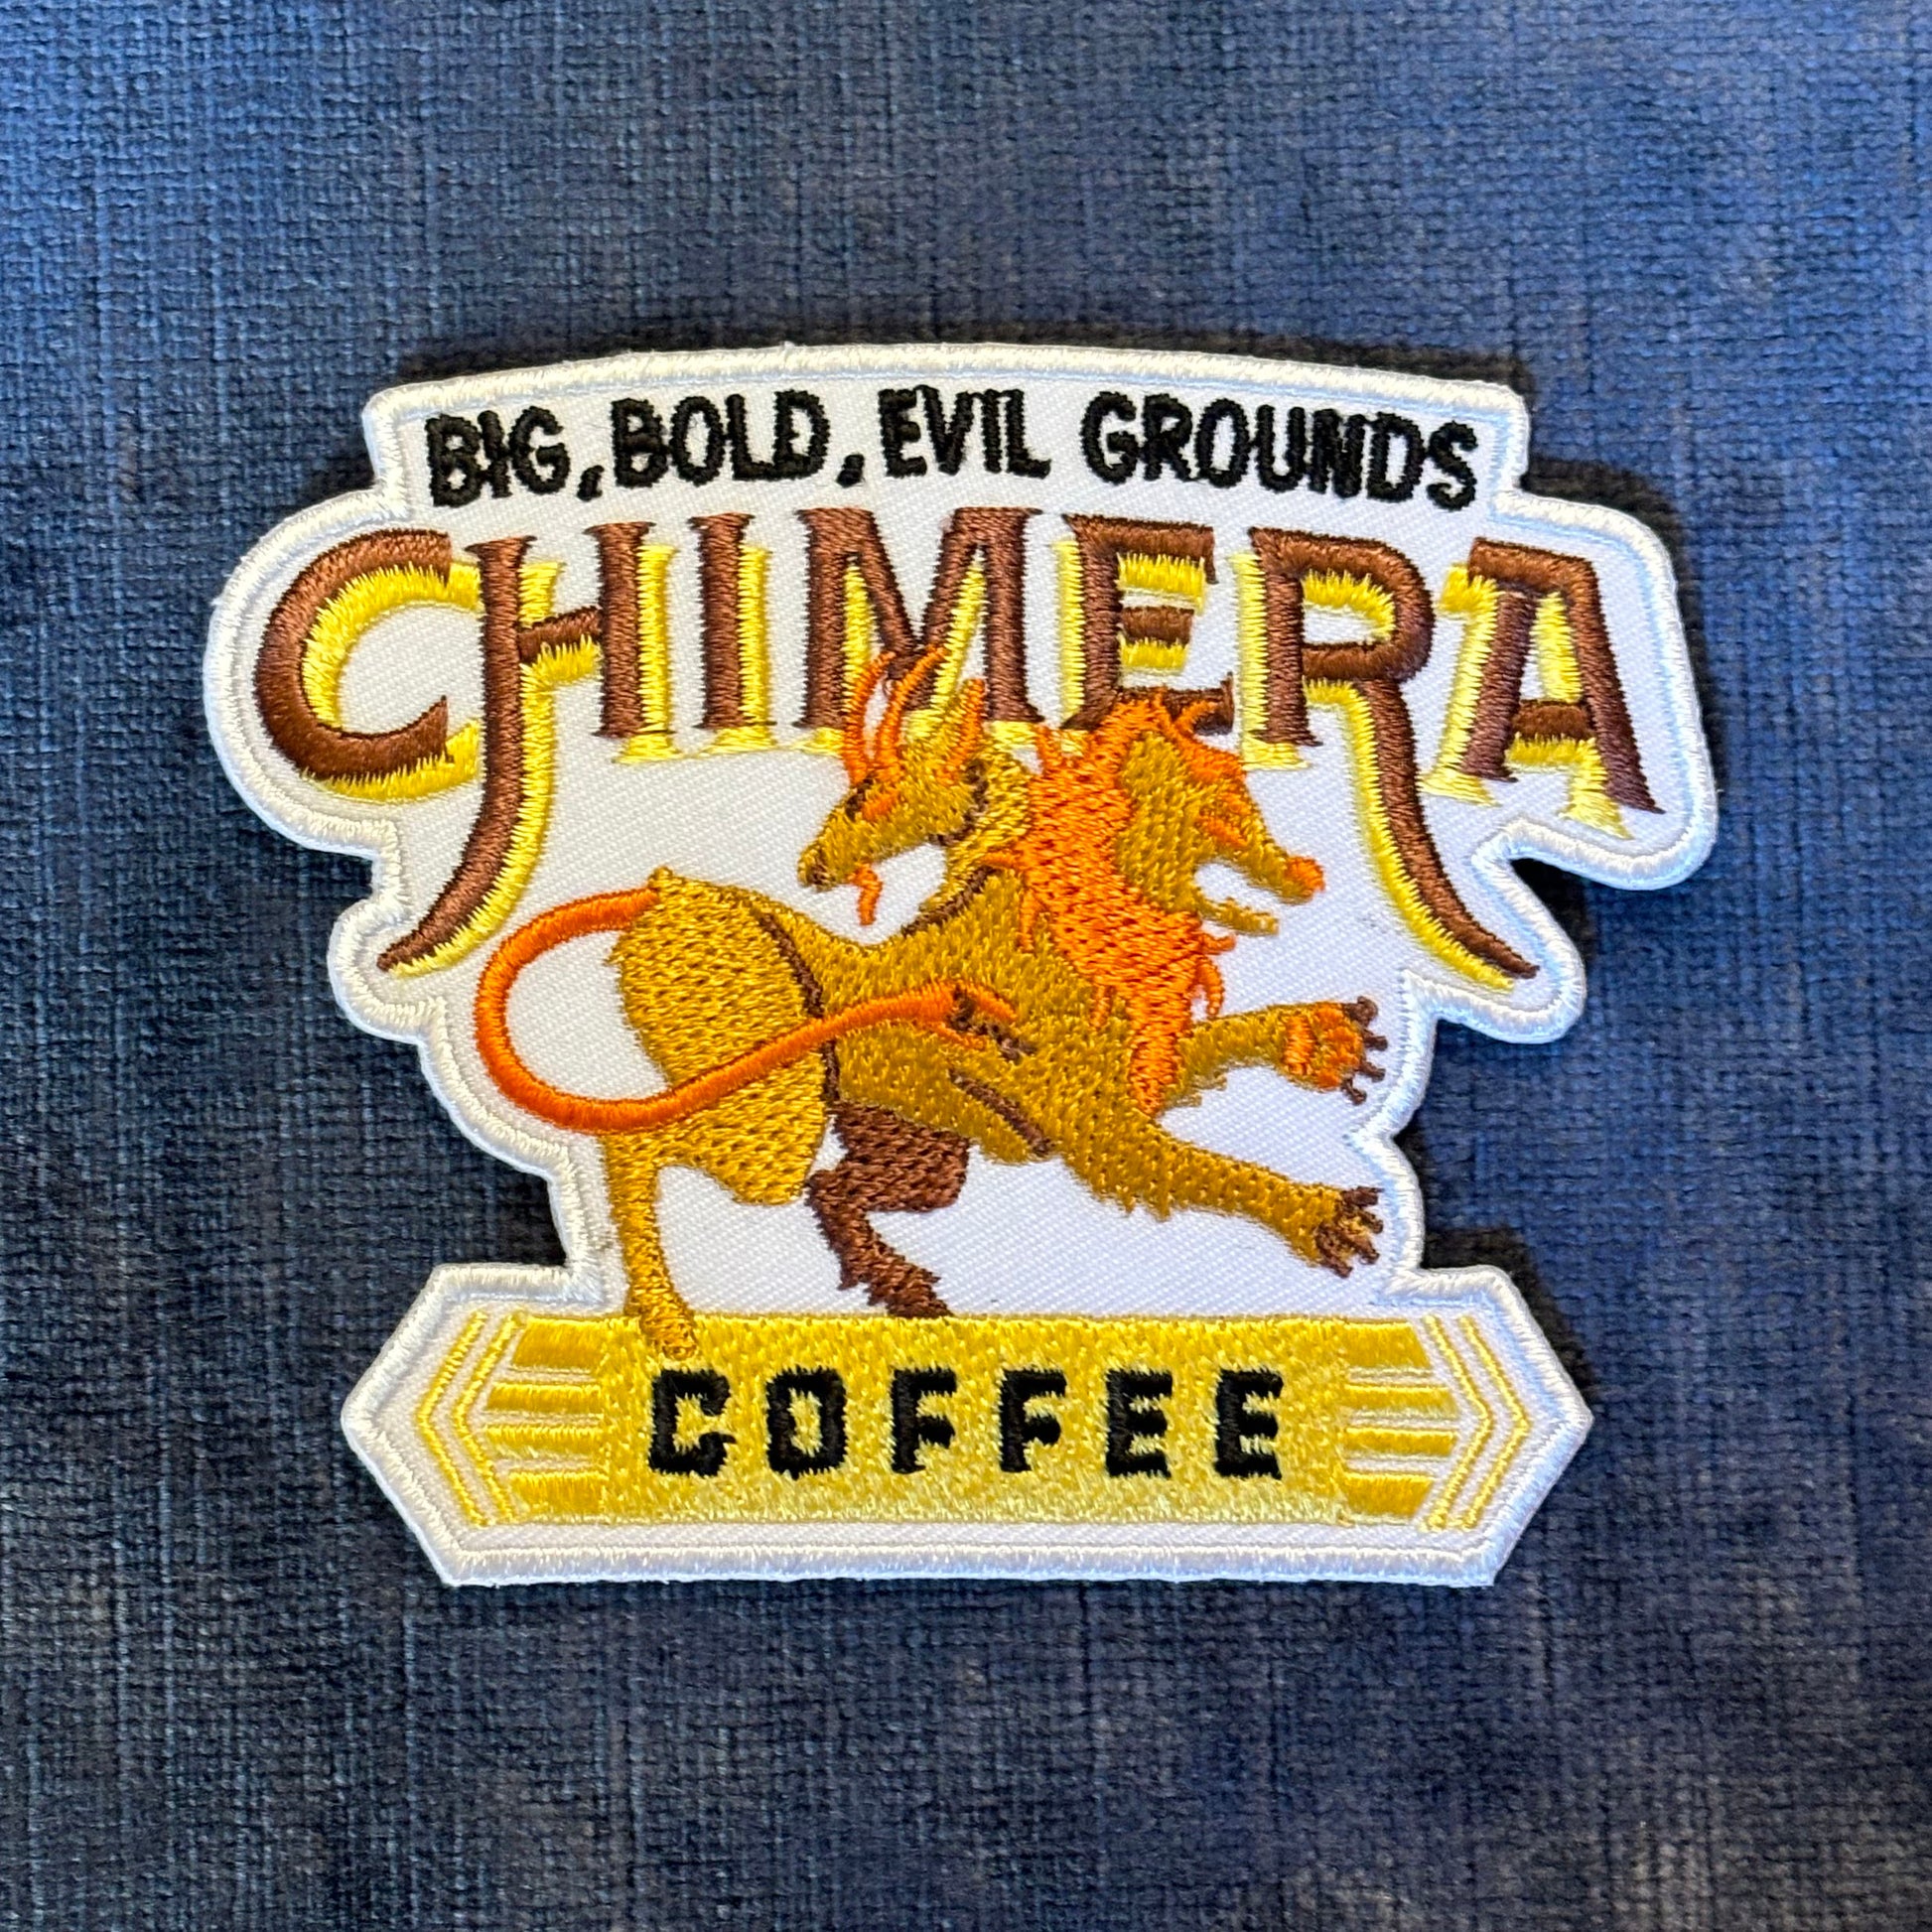 BIG, BOLD, EVIL GROUNDS
CHIMERA
COFFEE